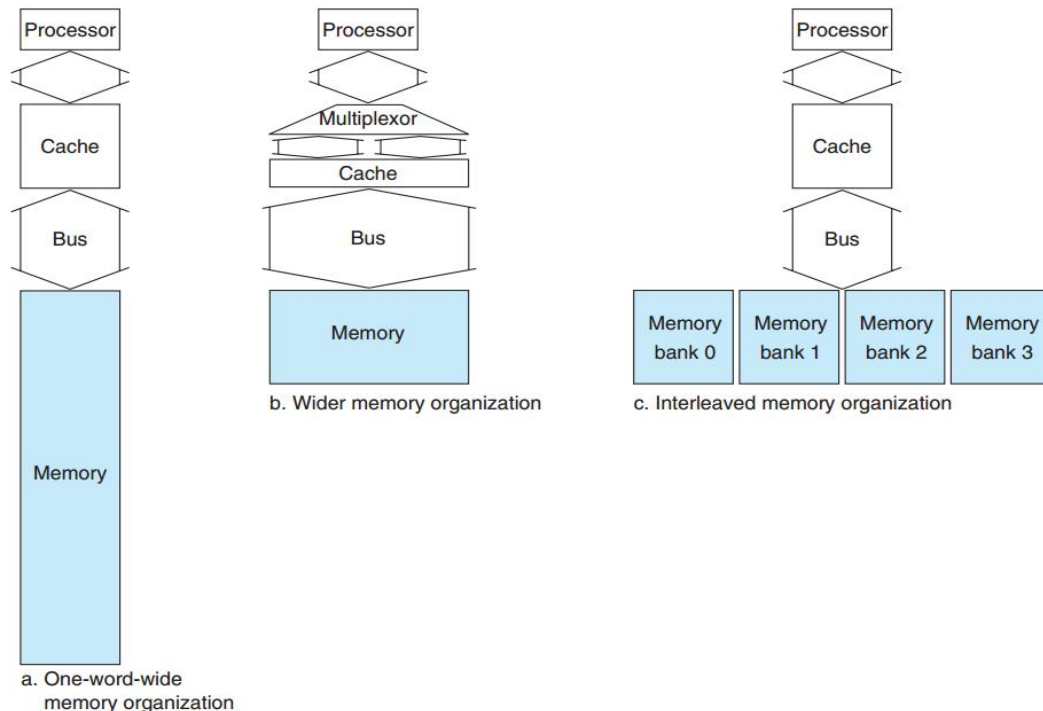 Processor
Cache
Bus
Memory
a. One-word-wide
memory organization
Processor
Multiplexor
Cache
Bus
Memory
b. Wider memory organization
Processor
Cache
Bus
Memory
bank 0
Memory
bank 1
Memory
bank 2
Memory
bank 3
c. Interleaved memory organization